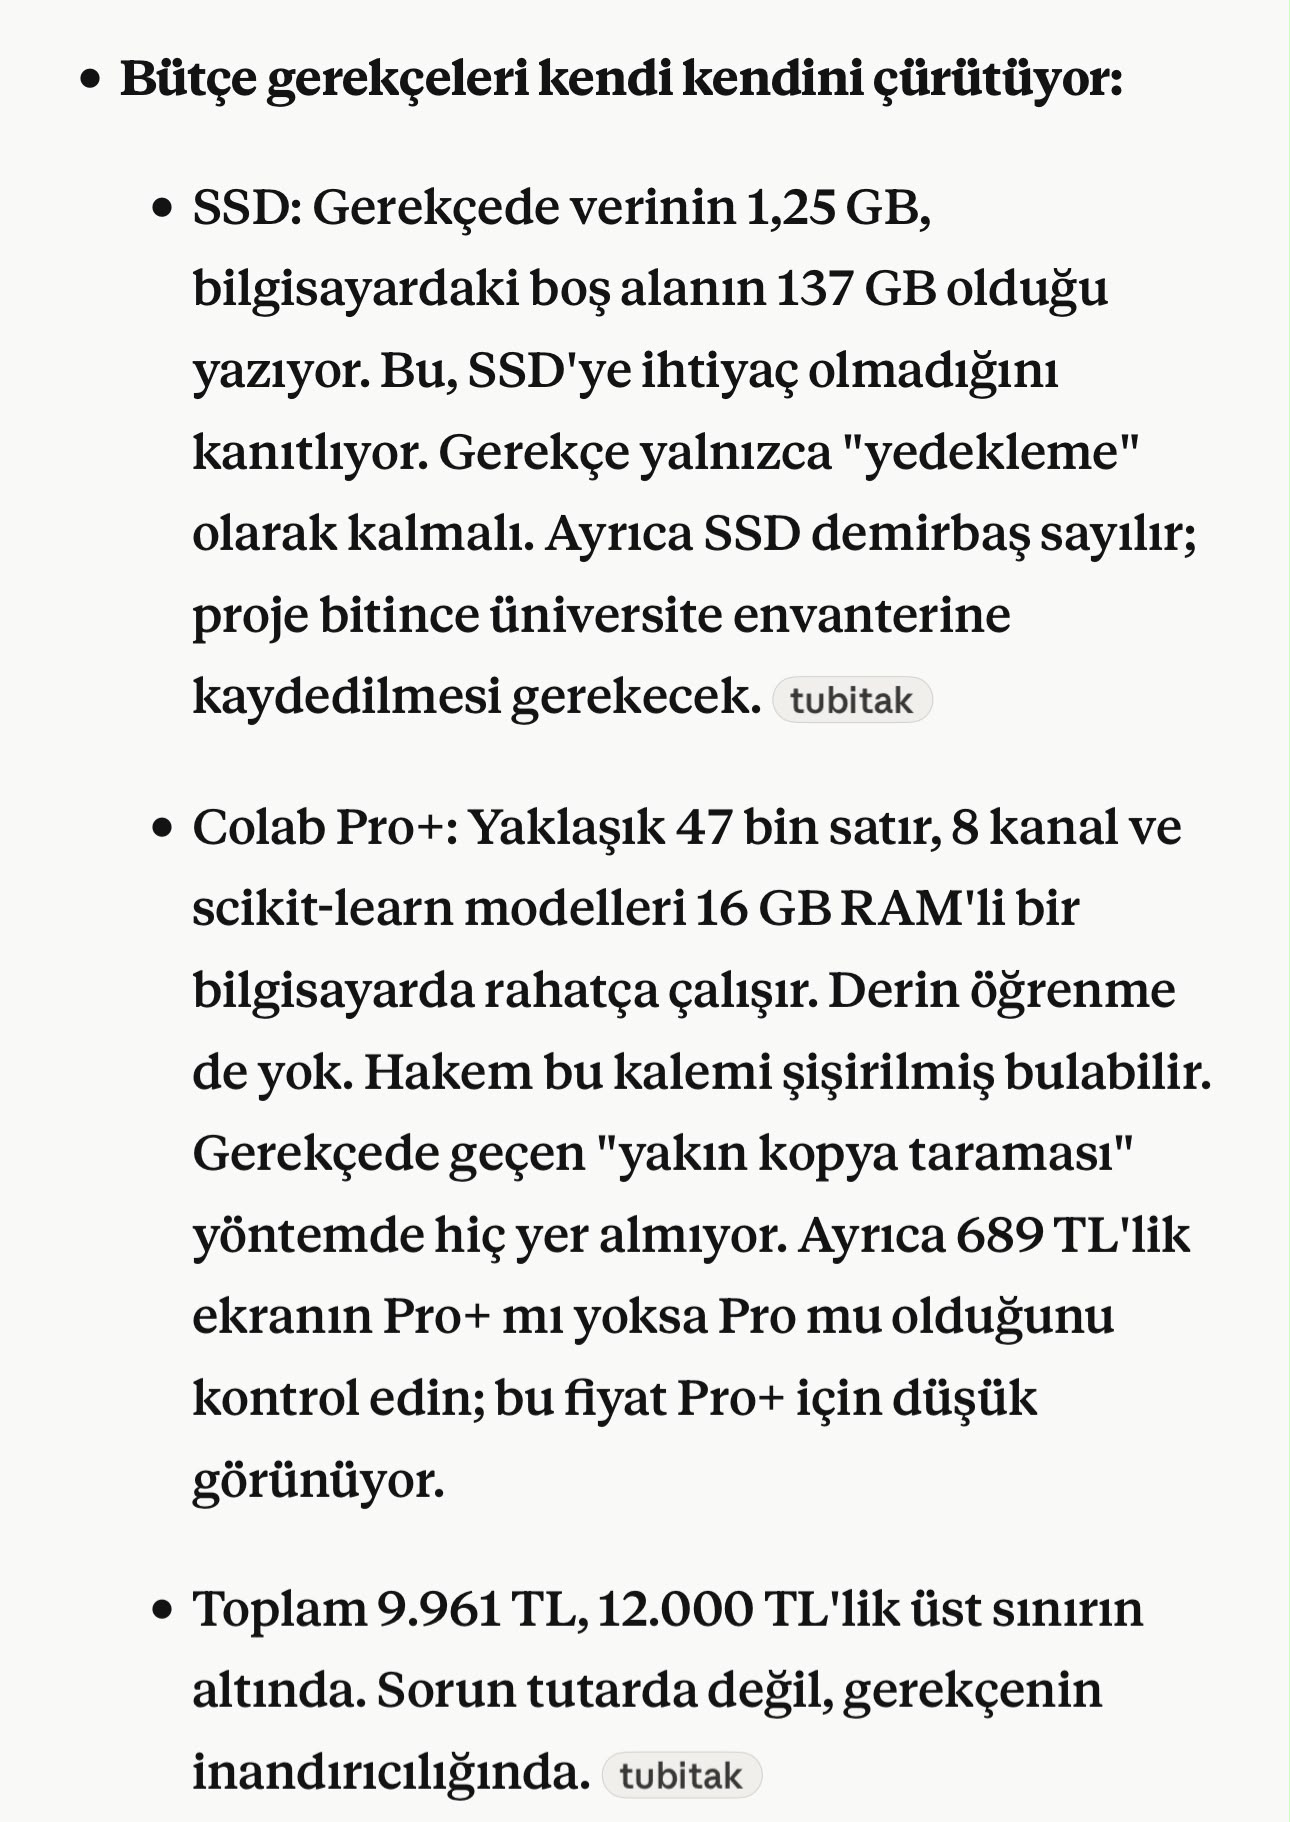 • Bütçe gerekçeleri kendi kendini çürütüyor:
• SSD: Gerekçede verinin 1,25 GB,
bilgisayardaki boş alanın 137 GB olduğu
yazıyor. Bu, SSD'ye ihtiyaç olmadığını
kanıtlıyor. Gerekçe yalnızca "yedekleme"
olarak kalmalı. Ayrıca SSD demirbaş sayılır;
proje bitince üniversite envanterine
kaydedilmesi gerekecek. tubitak
• Colab Pro+: Yaklaşık 47 bin satır, 8 kanal ve
scikit-learn modelleri 16 GB RAM'li bir
bilgisayarda rahatça çalışır. Derin öğrenme
de yok. Hakem bu kalemi şişirilmiş bulabilir.
Gerekçede geçen "yakın kopya taraması"
yöntemde hiç yer almıyor. Ayrıca 689 TL'lik
ekranın Pro+ mı yoksa Pro mu olduğunu
kontrol edin; bu fiyat Pro+ için düşük
görünüyor.
• Toplam 9.961 TL, 12.000 TL'lik üst sınırın
altında. Sorun tutarda değil, gerekçenin
inandırıcılığında. tubitak